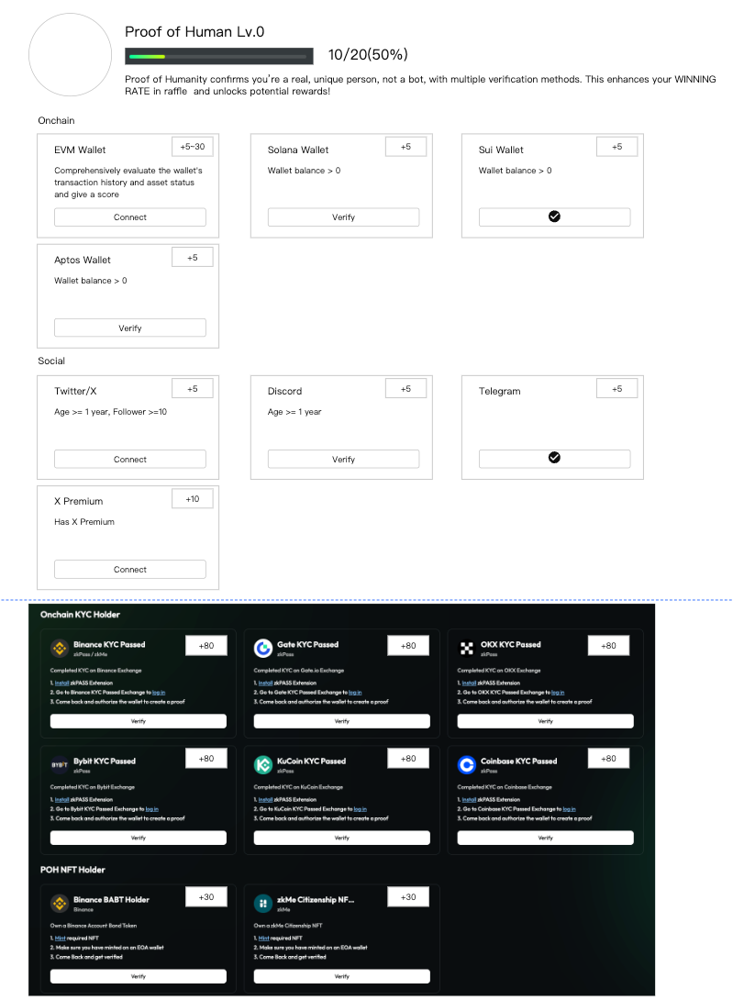 Proof of Human Lv.0
10/20(50%)
Proof of Humanity confirms you're a real, unique person, not a bot, with multiple verification methods. This enhances your WINNING
RATE in raffle and unlocks potential rewards!
Onchain
EVM Wallet
+5~30
Comprehensively evaluate the wallet's
transaction history and asset status
and give a score
Connect
Solana Wallet
+5
Wallet balance > 0
Verify
Sui Wallet
+5
Wallet balance > 0
Aptos Wallet
+5
Wallet balance > 0
Verify
Social
Twitter/X
+5
Age >= 1 year, Follower >=10
Connect
Discord
+5
Age >= 1 year
Verify
Telegram
+5
X Premium
+10
Has X Premium
Connect
Onchain KYC Holder
Binance KYC Passed
+80
zkPass / zkMe
Completed KYC on Binance Exchange
1. Install zkPASS Extension
2. Go to Binance KYC Passed Exchange to log in
3. Come back and authorize the wallet to create a proof
Verify
Gate KYC Passed
+80
zkPass
Completed KYC on Gate.io Exchange
1. Install zkPASS Extension
2. Go to Gate KYC Passed Exchange to log in
3. Come back and authorize the wallet to create a proof
Verify
OKX KYC Passed
+80
zkPass
Completed KYC on OKX Exchange
1. Install zkPASS Extension
2. Go to OKX KYC Passed Exchange to log in
3. Come back and authorize the wallet to create a proof
Verify
BYBIT
Bybit KYC Passed
+80
zkPass
Completed KYC on Bybit Exchange
1. Install zkPASS Extension
2. Go to Bybit KYC Passed Exchange to log in
3. Come back and authorize the wallet to create a proof
Verify
KuCoin KYC Passed
+80
zkPass
Completed KYC on KuCoin Exchange
1. Install zkPASS Extension
2. Go to KuCoin KYC Passed Exchange to log in
3. Come back and authorize the wallet to create a proof
Verify
Coinbase KYC Passed
+80
zkPass
Completed KYC on Coinbase Exchange
1. Install zkPASS Extension
2. Go to Coinbase KYC Passed Exchange to log in
3. Come back and authorize the wallet to create a proof
Verify
POH NFT Holder
Binance BABT Holder
+30
Binance
Own a Binance Account Bond Token
1. Mint required NFT
2. Make sure you have minted on an EOA wallet
3. Come Back and get verified
Verify
zkMe Citizenship NF...
+30
zkMe
Own a zkMe Citizenship NFT
1. Mint required NFT
2. Make sure you have minted on an EOA wallet
3. Come Back and get verified
Verify